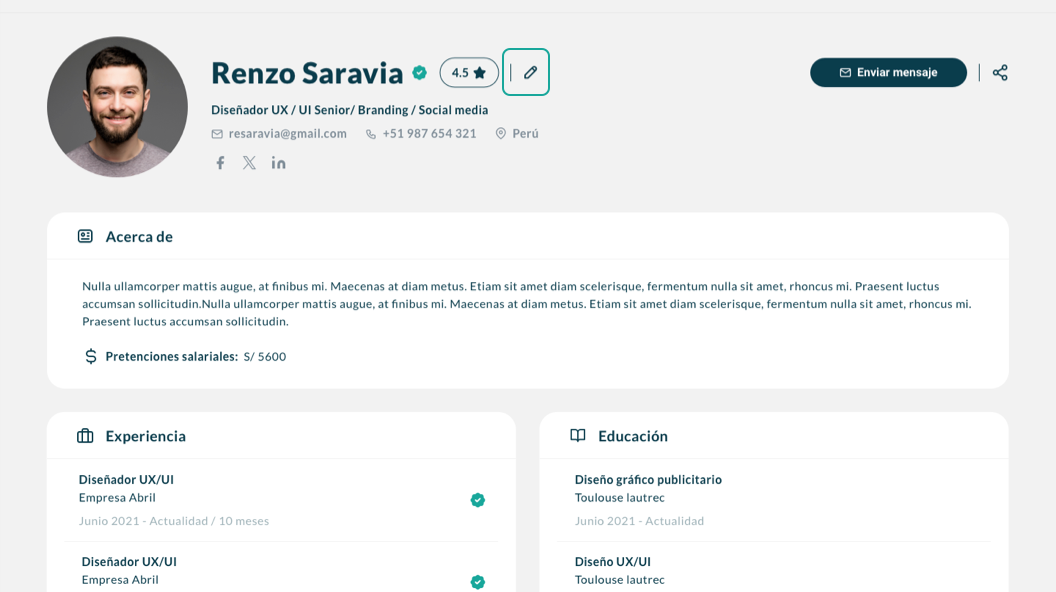 Renzo Saravia
4.5
Enviar mensaje
Diseñador UX / UI Senior/ Branding / Social media
resaravia@gmail.com
+51 987 654 321
Perú
Acerca de
Nulla ullamcorper mattis augue, at finibus mi. Maecenas at diam metus. Etiam sit amet diam scelerisque, fermentum nulla sit amet, rhoncus mi. Praesent luctus
accumsan sollicitudin.Nulla ullamcorper mattis augue, at finibus mi. Maecenas at diam metus. Etiam sit amet diam scelerisque, fermentum nulla sit amet, rhoncus mi.
Praesent luctus accumsan sollicitudin.
Pretenciones salariales: S/ 5600
Experiencia
Diseñador UX/UI
Empresa Abril
Junio 2021 - Actualidad / 10 meses
Diseñador UX/UI
Empresa Abril
Educación
Diseño gráfico publicitario
Toulouse lautrec
Junio 2021 - Actualidad
Diseño UX/UI
Toulouse lautrec